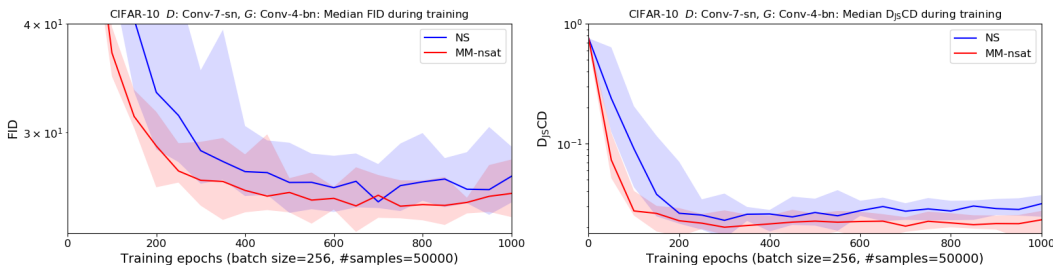 CIFAR-10 D: Conv-7-sn, G: Conv-4-bn: Median FID during training
4 × 10¹
3 × 10¹
FID
NS
MM-nsat
0 200 400 600 800 1000
Training epochs (batch size=256, #samples=50000)
CIFAR-10 D: Conv-7-sn, G: Conv-4-bn: Median DJSCD during training
10⁰
10⁻¹
DJSCD
NS
MM-nsat
0 200 400 600 800 1000
Training epochs (batch size=256, #samples=50000)